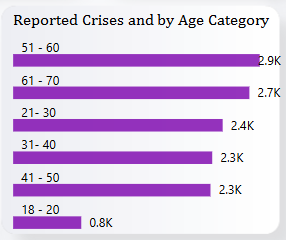 Reported Crises and by Age Category
51 - 60
2.9K
61 - 70
2.7K
21- 30
2.4K
31- 40
2.3K
41 - 50
2.3K
18 - 20
0.8K